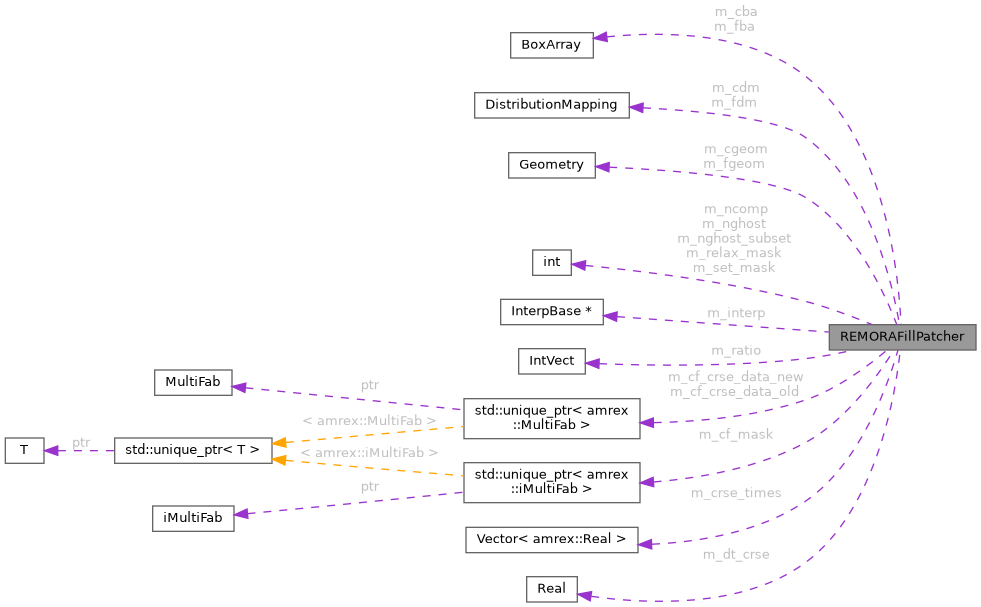 m_cba
m_fba
BoxArray
m_cdm
m_fdm
DistributionMapping
m_cgeom
m_fgeom
Geometry
m_ncomp
m_nghost
m_nghost_subset
m_relax_mask
m_set_mask
int
InterpBase *
m_interp
REMORAFillPatcher
IntVect
m_ratio
MultiFab
ptr
m_cf_crse_data_new
m_cf_crse_data_old
std::unique_ptr< amrex
::MultiFab >
< amrex::MultiFab >
T
ptr
std::unique_ptr< T >
m_cf_mask
< amrex::iMultiFab >
std::unique_ptr< amrex
::iMultiFab >
ptr
iMultiFab
m_crse_times
Vector< amrex::Real >
m_dt_crse
Real